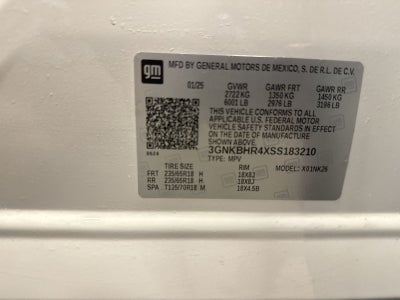 gm MFD BY GENERAL MOTORS DE MEXICO, S. DE R.L. DE C.V.
01/25 GVWR GAWR FRT GAWR RR
2722 KG 1350 KG 1450 KG
6001 LB 2976 LB 3196 LB
THIS VEHICLE CONFORMS TO ALL
APPLICABLE U.S. FEDERAL MOTOR
VEHICLE SAFETY STANDARDS IN EFFECT
ON THE DATE OF MANUFACTURE
SHOWN ABOVE.
3GNKBHR4XSS183210
TYPE: MPV
TIRE SIZE RIM MODEL: X01NK26
FRT 235/65R18 H 18X8J
RR 235/65R18 H 18X8J
SPA T135/70R18 M 18X4.5B